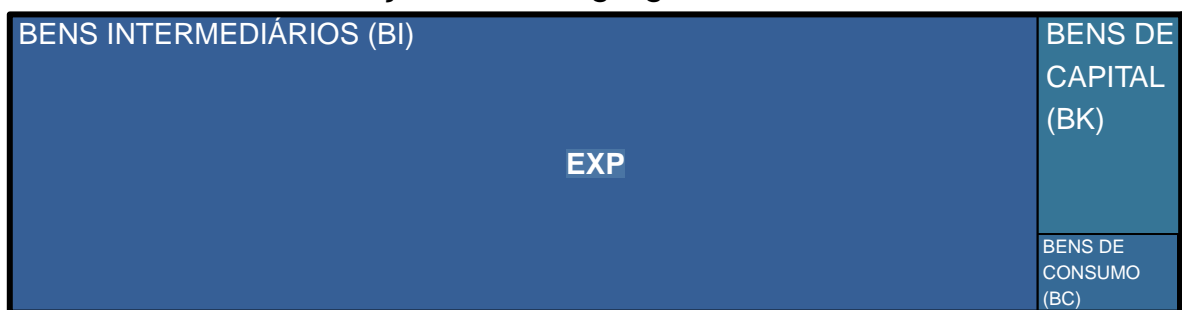 BENS INTERMEDIÁRIOS (BI)
EXP
BENS DE
CAPITAL
(BK)
BENS DE
CONSUMO
(BC)